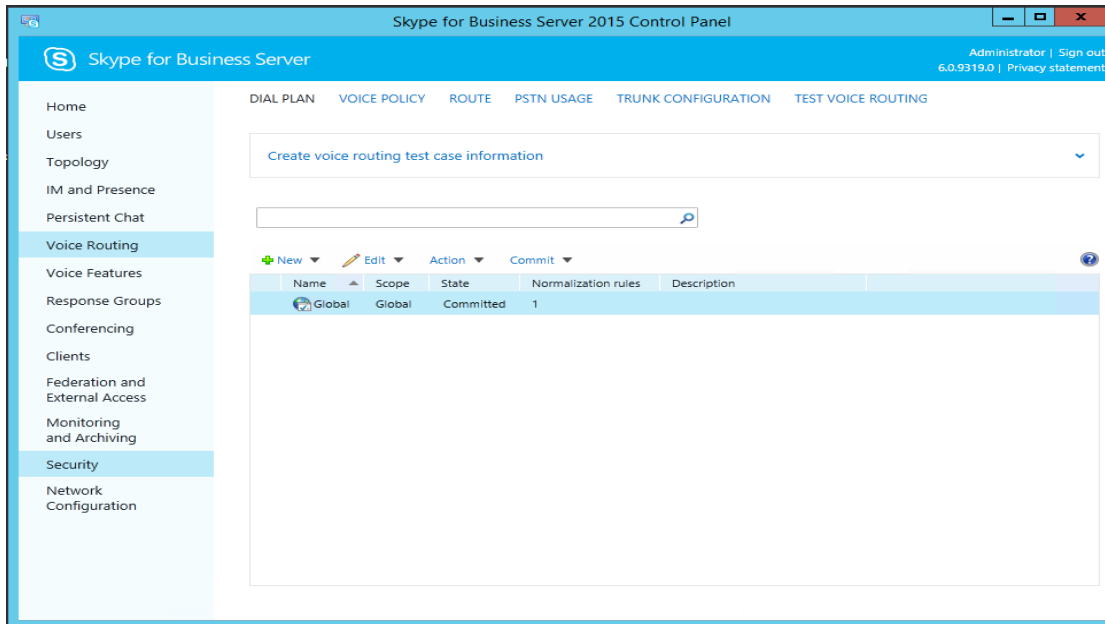 Skype for Business Server 2015 Control Panel
Skype for Business Server
Administrator | Sign out
6.0.9319.0 | Privacy statement
Home
Users
Topology
IM and Presence
Persistent Chat
Voice Routing
Voice Features
Response Groups
Conferencing
Clients
Federation and
External Access
Monitoring
and Archiving
Security
Network
Configuration
DIAL PLAN VOICE POLICY ROUTE PSTN USAGE TRUNK CONFIGURATION TEST VOICE ROUTING
Create voice routing test case information
New Edit Action Commit
Name Scope State Normalization rules Description
Global Global Committed 1